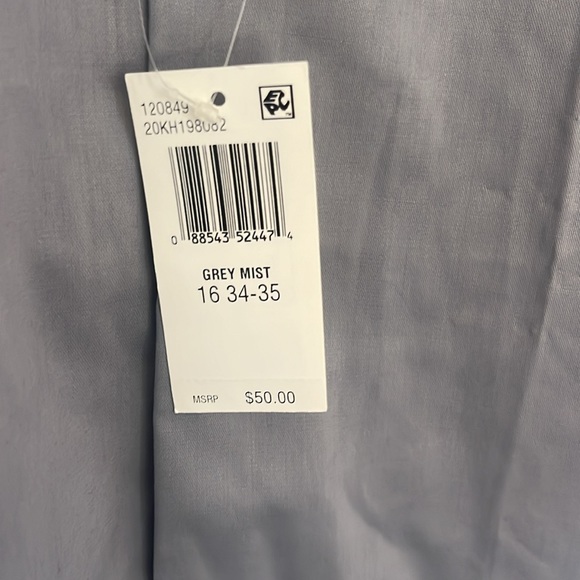 120849
20KH198082
0 88543 52447 4
GREY MIST
16 34-35
MSRP $50.00